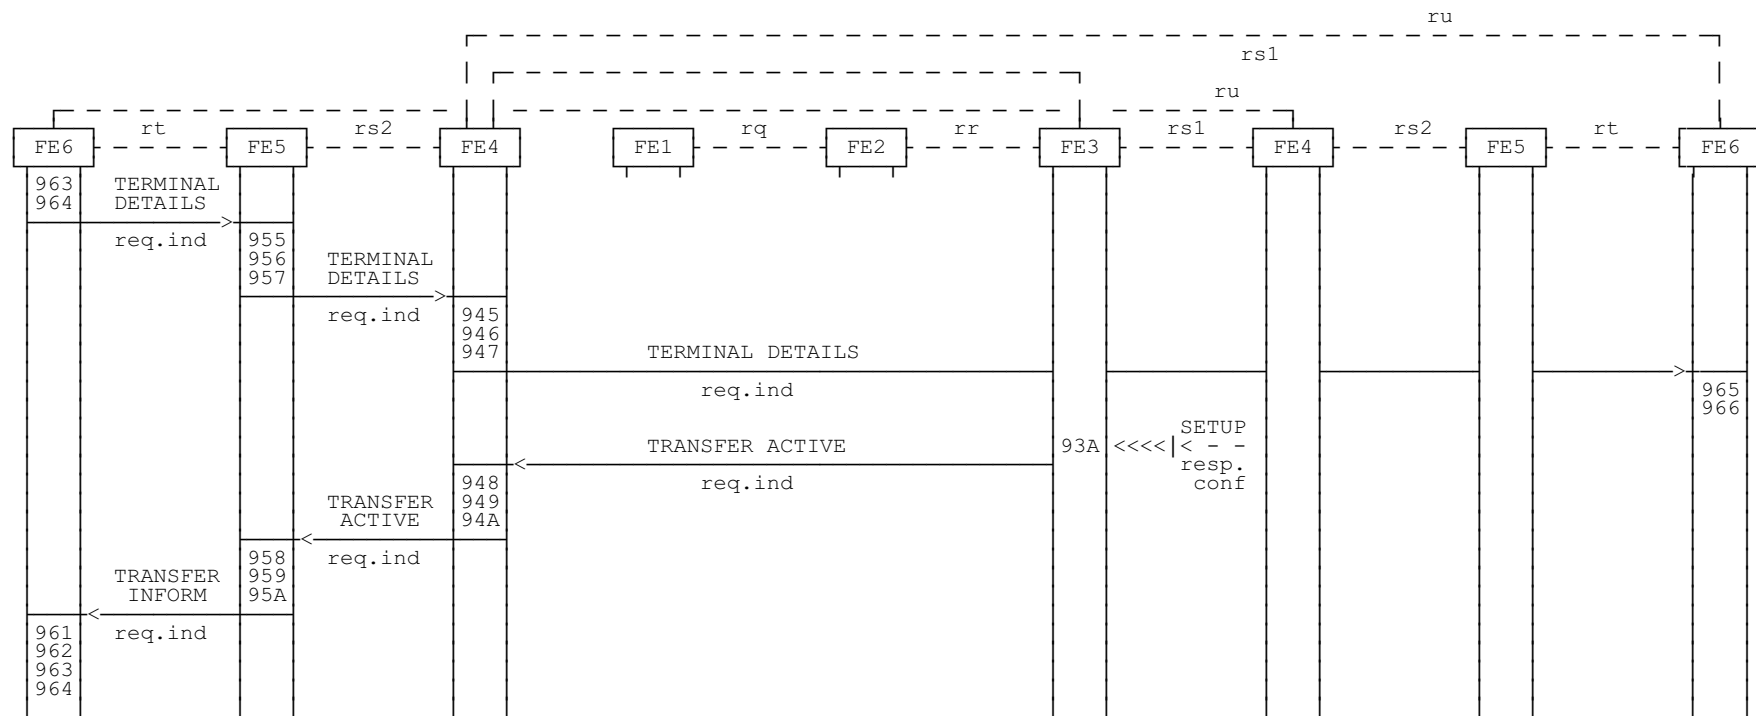 ru
rs1
ru
rt rs2 rq rr rs1 rs2 rt
FE6 FE5 FE4 FE1 FE2 FE3 FE4 FE5 FE6
963 TERMINAL
964 DETAILS
req.ind 955
956 TERMINAL
957 DETAILS
req.ind 945
946
947 TERMINAL DETAILS
req.ind 965
966
SETUP
TRANSFER ACTIVE 93A <<<<|< - -
resp.
948 req.ind conf
TRANSFER 949
ACTIVE 94A
958 req.ind
TRANSFER 959
INFORM 95A
961 req.ind
962
963
964